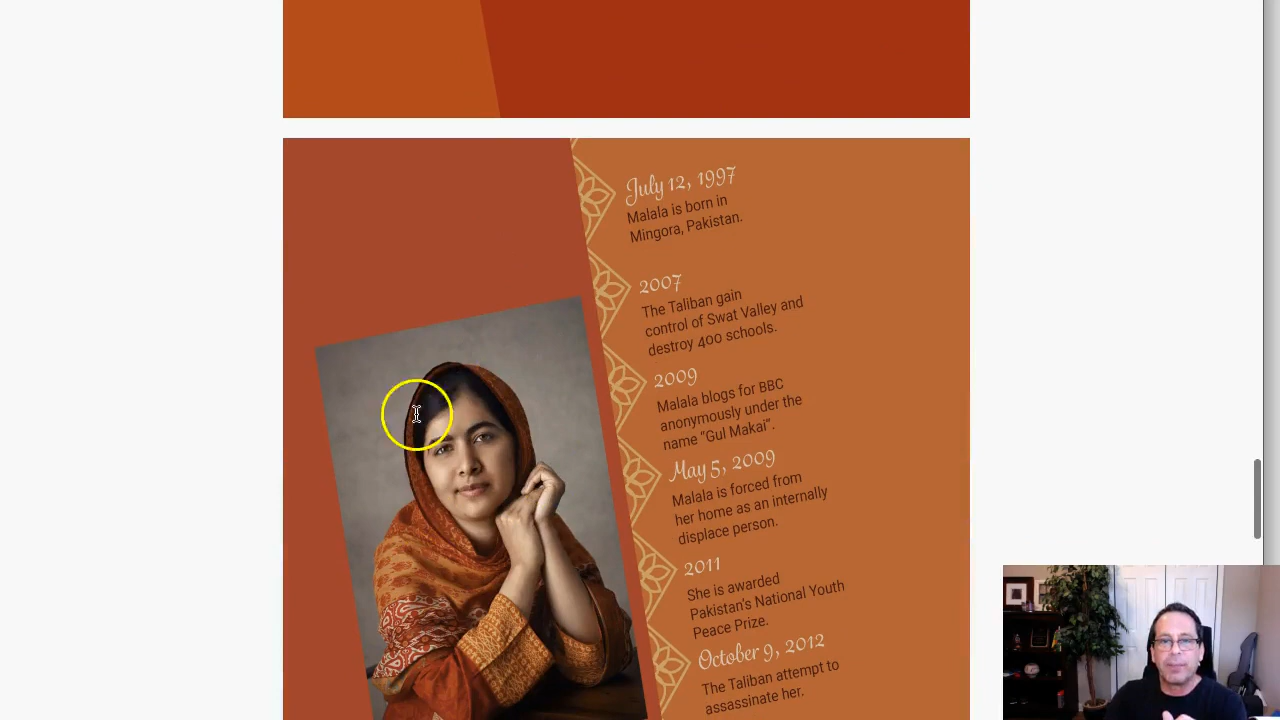 July 12, 1997
Malala is born in
Mingora, Pakistan.
2007
The Taliban gain
control of Swat Valley and
destroy 400 schools.
2009
Malala blogs for BBC
anonymously under the
name “Gul Makai”.
May 5, 2009
Malala is forced from
her home as an internally
displace person.
2011
She is awarded
Pakistan's National Youth
Peace Prize.
October 9, 2012
The Taliban attempt to
assassinate her.